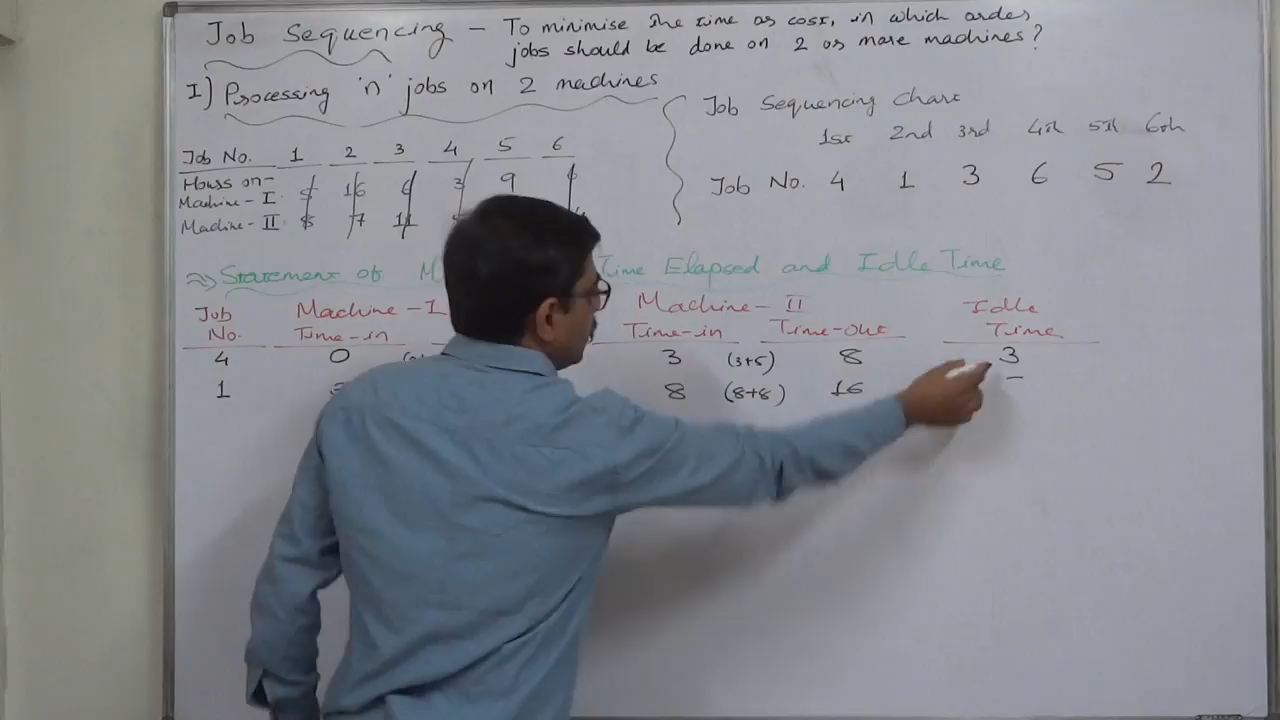 Job Sequencing – To minimise the time or cost, in which order
jobs should be done on 2 or more machines?
I) Processing 'n' jobs on 2 machines
Job No. 1 2 3 4 5 6
Hours on-
Machine-I 16 3 9
Machine-II 8 7 11
Job Sequencing Chart
1st 2nd 3rd 4th 5th 6th
Job No. 4 1 3 6 5 2
Statement of M Time Elapsed and Idle Time
Job No. Machine-I Machine-II Idle Time
Time-in Time-in Time-out
4 0 3 (3+5) 8 3
1 8 (8+8) 16 –